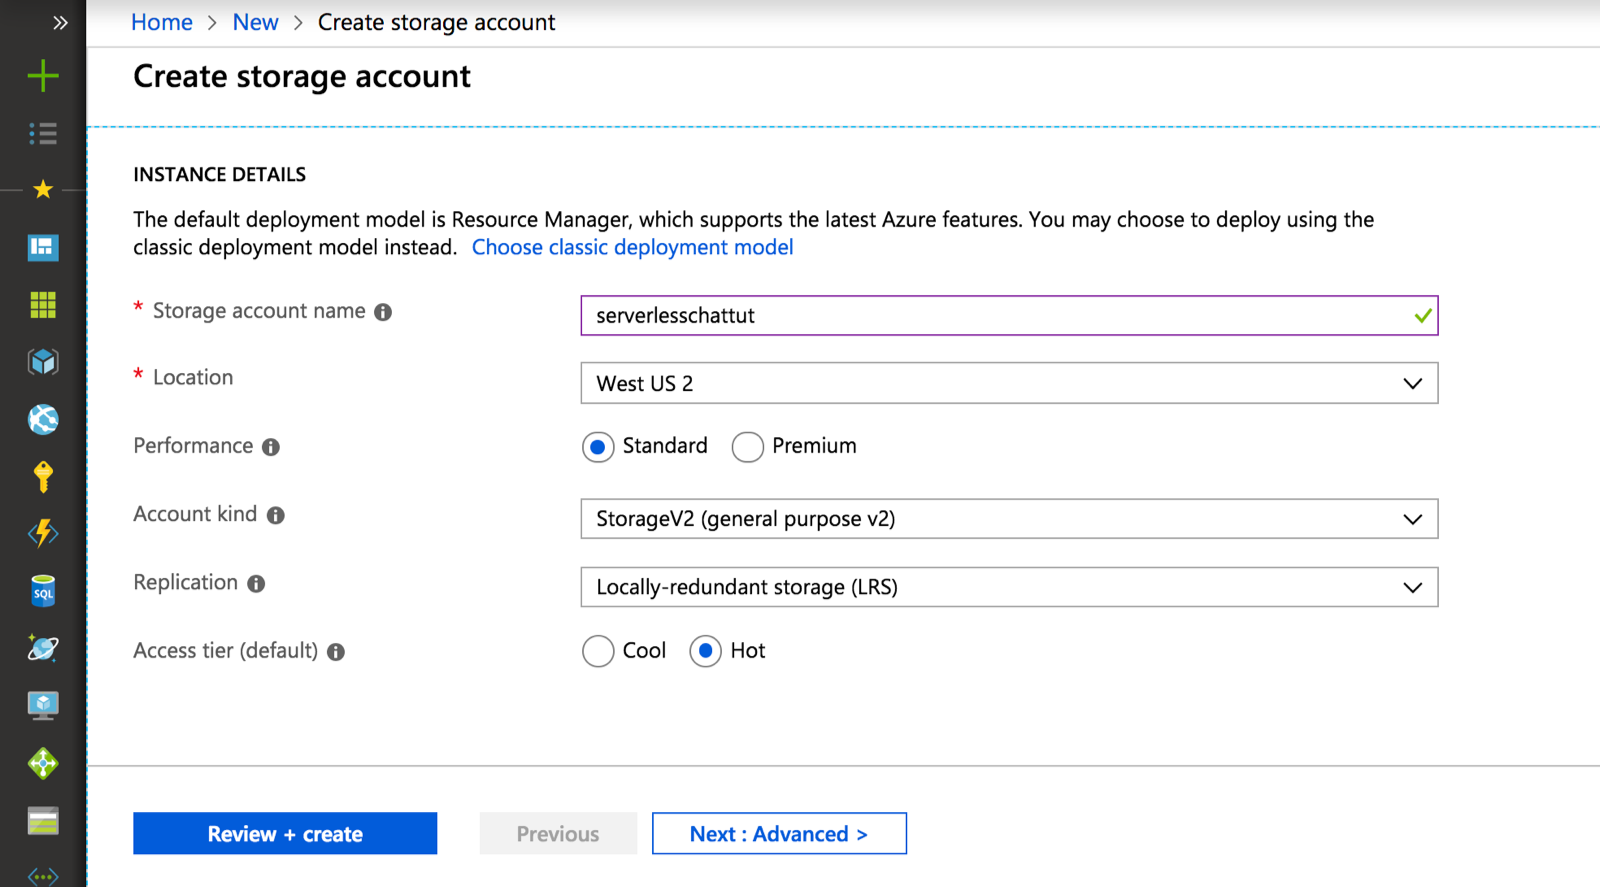 Home > New > Create storage account
Create storage account
INSTANCE DETAILS
The default deployment model is Resource Manager, which supports the latest Azure features. You may choose to deploy using the
classic deployment model instead. Choose classic deployment model
* Storage account name
serverlesschattut
* Location
West US 2
Performance
Standard Premium
Account kind
StorageV2 (general purpose v2)
Replication
Locally-redundant storage (LRS)
Access tier (default)
Cool Hot
SQL
Review + create
Previous
Next : Advanced >